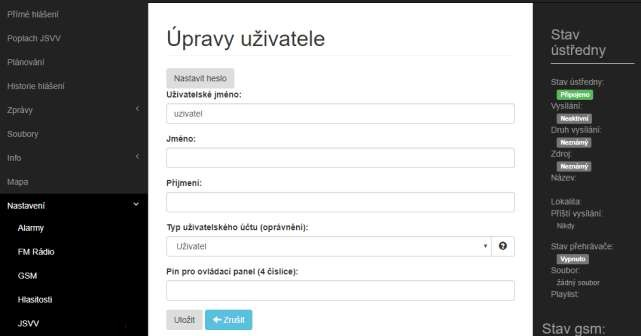 Přímé hlášení
Poplach JSVV
Plánování
Historie hlášení
Zprávy
Soubory
Info
Mapa
Nastavení
Alarmy
FM Rádio
GSM
Hlasitosti
JSVV
Úpravy uživatele
Nastavit heslo
Uživatelské jméno:
uzivatel
Jméno:
Příjmení:
Typ uživatelského účtu (oprávnění):
Uživatel
Pin pro ovládací panel (4 číslice):
Uložit
Zrušit
Stav
ústředny
Stav ústředny:
Připojeno
Vysílání:
Neaktivní
Druh vysílání:
Neznámý
Zdroj:
Neznámý
Název:
Lokalita:
Příští vysílání:
Nikdy
Stav přehrávače:
Vypnuto
Soubor:
Žádný soubor
Playlist:
Stav gsm: